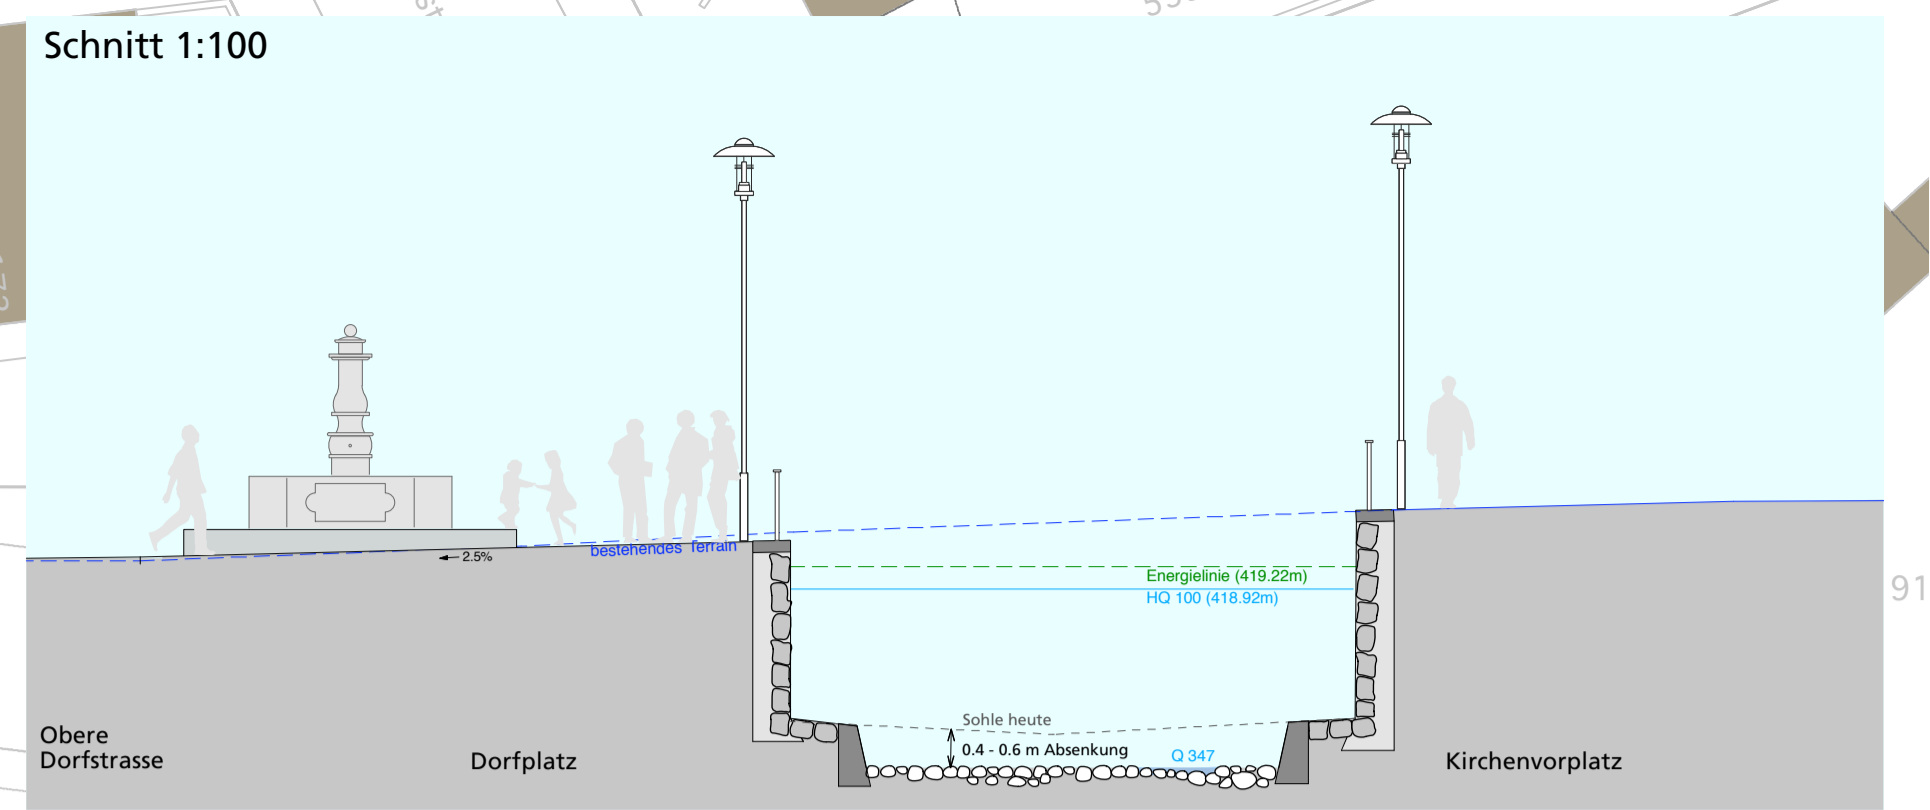 Schnitt 1:100
bestehendes Terrain
2.5%
Energielinie (419.22m)
HQ 100 (418.92m)
91
Sohle heute
0.4 - 0.6 m Absenkung
Q 347
Obere
Dorfstrasse
Dorfplatz
Kirchenvorplatz